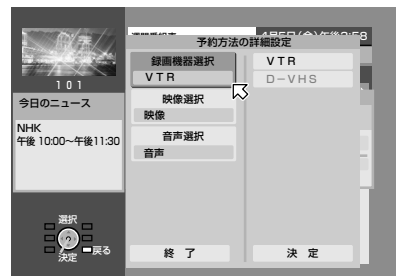 101
今日のニュース
NHK
午後 10:00〜午後11:30
選択
?
戻る
決定
予約方法の詳細設定
録画機器選択
VTR
映像選択
映像
音声選択
音声
VTR
D-VHS
終 了
決 定